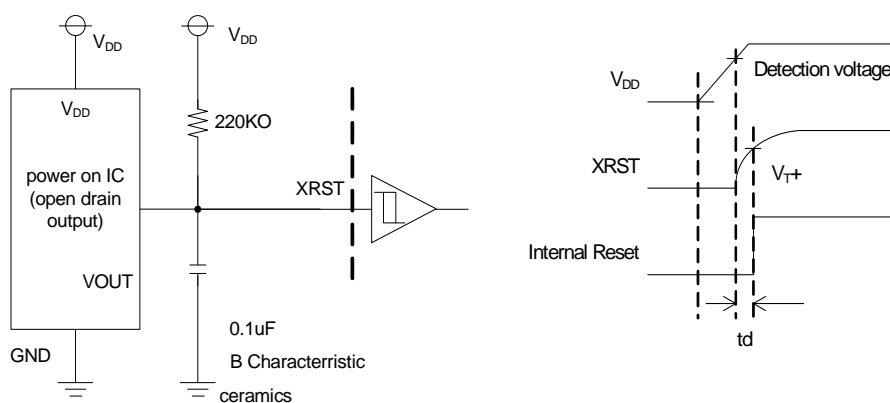 VDD
VDD
VDD
220KO
power on IC
(open drain
output)
XRST
VOUT
GND
0.1uF
B Characterristic
ceramics
VDD
Detection voltage
XRST
VT+
Internal Reset
td